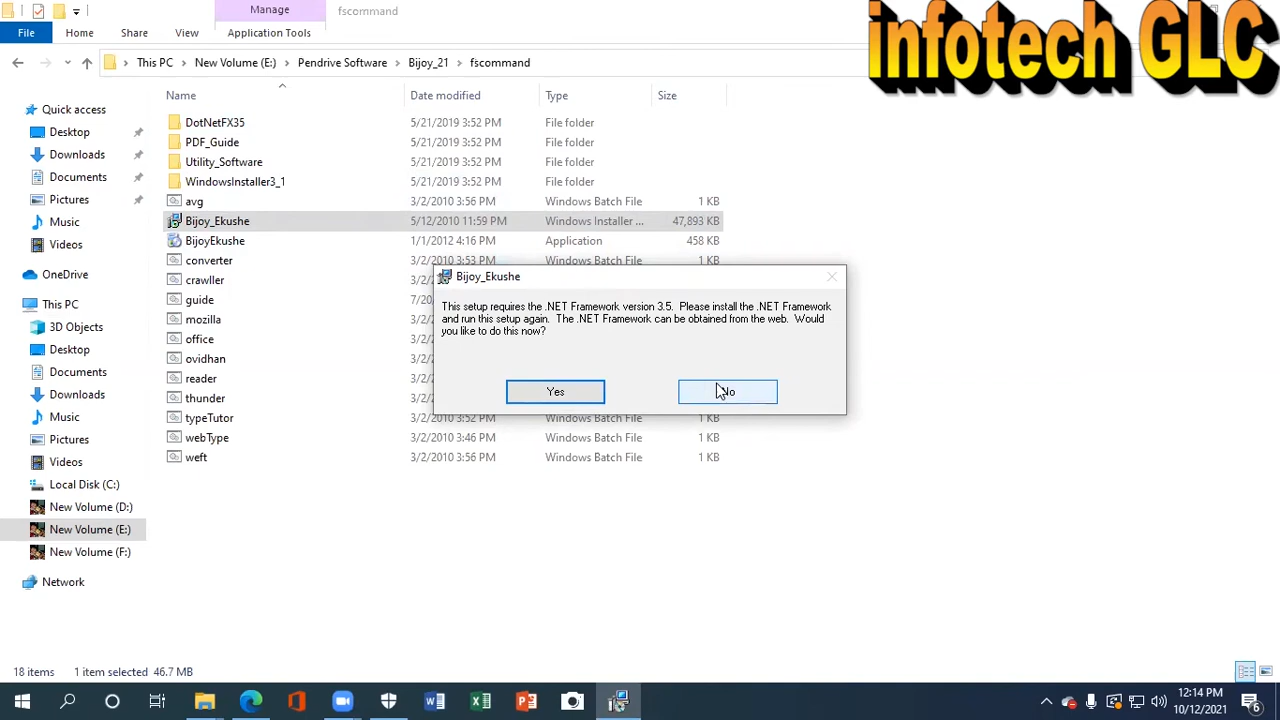 Manage
fscommand
infotech GLC
File
Home
Share
View
Application Tools
This PC
New Volume (E:)
Pendrive Software
Bijoy_21
fscommand
Name
Date modified
Type
Size
Quick access
Desktop
Downloads
Documents
Pictures
Music
Videos
OneDrive
This PC
3D Objects
Desktop
Documents
Downloads
Music
Pictures
Videos
Local Disk (C:)
New Volume (D:)
New Volume (E:)
New Volume (F:)
Network
DotNetFX35 5/21/2019 3:52 PM File folder
PDF_Guide 5/21/2019 3:52 PM File folder
Utility_Software 5/21/2019 3:52 PM File folder
WindowsInstaller3_1 5/21/2019 3:52 PM File folder
avg 3/2/2010 3:56 PM Windows Batch File 1 KB
Bijoy_Ekushe 5/12/2010 11:59 PM Windows Installer ... 47,893 KB
BijoyEkushe 1/1/2012 4:16 PM Application 458 KB
converter 3/2/2010 3:53 PM Windows Batch File 1 KB
crawller
guide
mozilla
office
ovidhan
reader
thunder
typeTutor 3/2/2010 3:52 PM Windows Batch File 1 KB
webType 3/2/2010 3:46 PM Windows Batch File 1 KB
weft 3/2/2010 3:56 PM Windows Batch File 1 KB
Bijoy_Ekushe
This setup requires the .NET Framework version 3.5. Please install the .NET Framework
and run this setup again. The .NET Framework can be obtained from the web. Would
you like to do this now?
Yes
No
18 items 1 item selected 46.7 MB
12:14 PM
10/12/2021
6